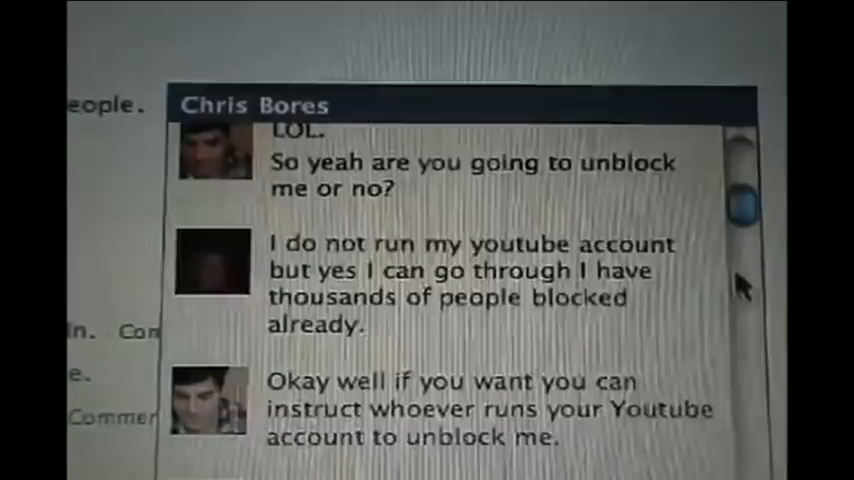 eople.
Chris Bores
LOL.
So yeah are you going to unblock
me or no?
I do not run my youtube account
but yes I can go through I have
thousands of people blocked
already.
In. Com
e.
Okay well if you want you can
instruct whoever runs your Youtube
Commer
account to unblock me.